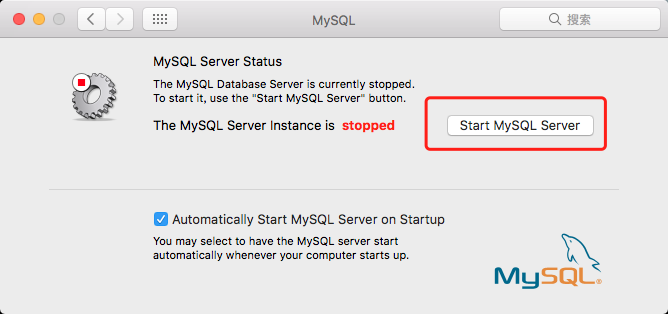 MySQL
搜索
MySQL Server Status
The MySQL Database Server is currently stopped.
To start it, use the "Start MySQL Server" button.
The MySQL Server Instance is stopped
Start MySQL Server
Automatically Start MySQL Server on Startup
You may select to have the MySQL server start
automatically whenever your computer starts up.
MySQL®